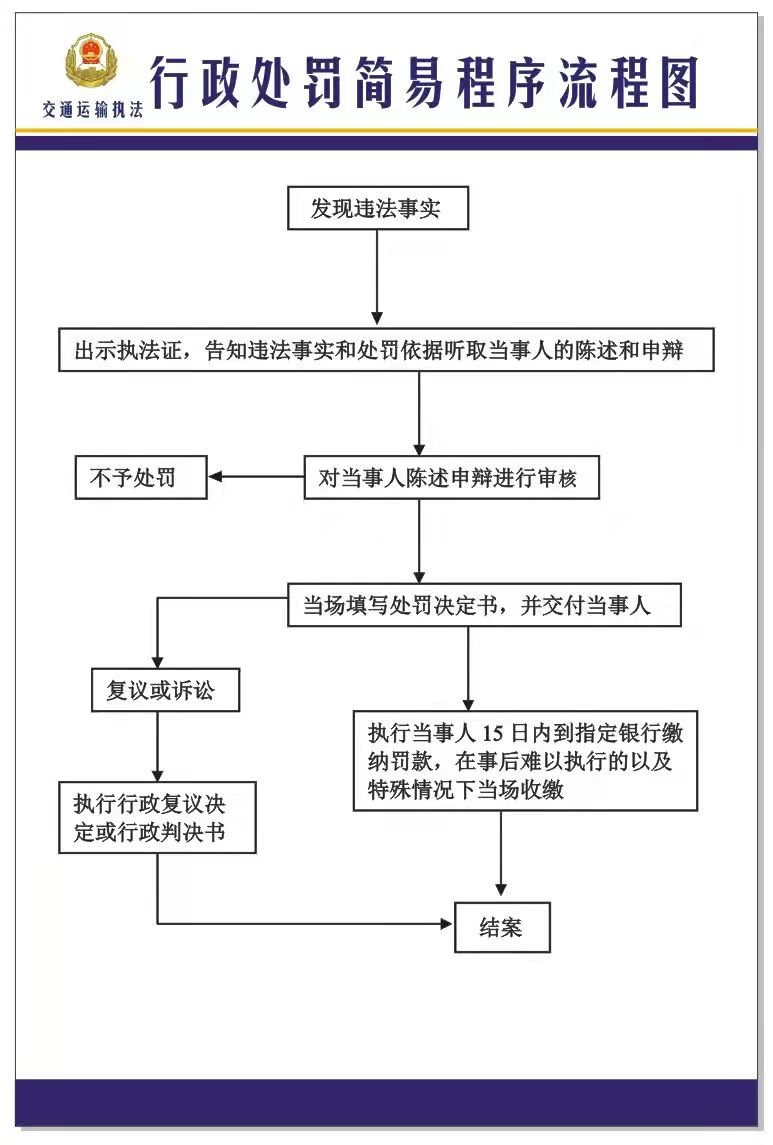 交通运输执法
行政处罚简易程序流程图
发现违法事实
出示执法证，告知违法事实和处罚依据听取当事人的陈述和申辩
不予处罚
对当事人陈述申辩进行审核
当场填写处罚决定书，并交付当事人
复议或诉讼
执行当事人 15 日内到指定银行缴
纳罚款，在事后难以执行的以及
特殊情况下当场收缴
执行行政复议决
定或行政判决书
结案